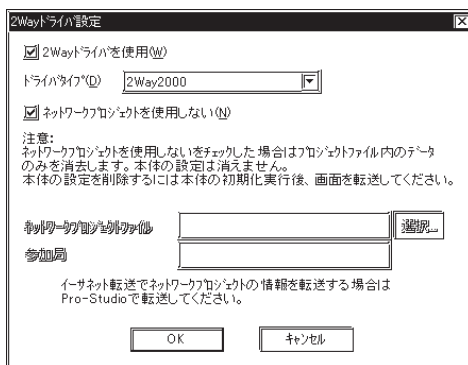 2Wayﾄﾞﾗｲﾊﾞ設定
2Wayﾄﾞﾗｲﾊﾞを使用(W)
ﾄﾞﾗｲﾊﾞﾀｲﾌﾟ(D) 2Way2000
ﾈｯﾄﾜｰｸﾌﾟﾛｼﾞｪｸﾄを使用しない(N)
注意:
ﾈｯﾄﾜｰｸﾌﾟﾛｼﾞｪｸﾄを使用しないをﾁｪｯｸした場合はﾌﾟﾛｼﾞｪｸﾄﾌｧｲﾙ内のﾃﾞｰﾀ
のみを消去します。本体の設定は消えません。
本体の設定を削除するには本体の初期化実行後、画面を転送してください。
ﾈｯﾄﾜｰｸﾌﾟﾛｼﾞｪｸﾄﾌｧｲﾙ 選択...
参加局
ｲｰｻﾈｯﾄ転送でﾈｯﾄﾜｰｸﾌﾟﾛｼﾞｪｸﾄの情報を転送する場合は
Pro-Studioで転送してください。
OK ｷｬﾝｾﾙ